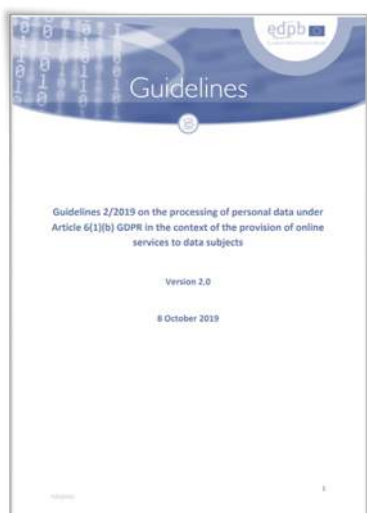 edpb
Guidelines
Guidelines 2/2019 on the processing of personal data under
Article 6(1)(b) GDPR in the context of the provision of online
services to data subjects
Version 2.0
8 October 2019
1